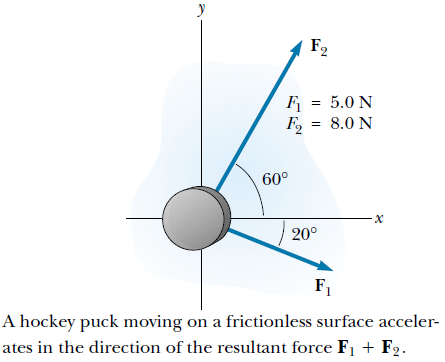 y
F₂
F₁ = 5.0 N
F₂ = 8.0 N
60°
x
20°
F₁
A hockey puck moving on a frictionless surface acceler-
ates in the direction of the resultant force F₁ + F₂.